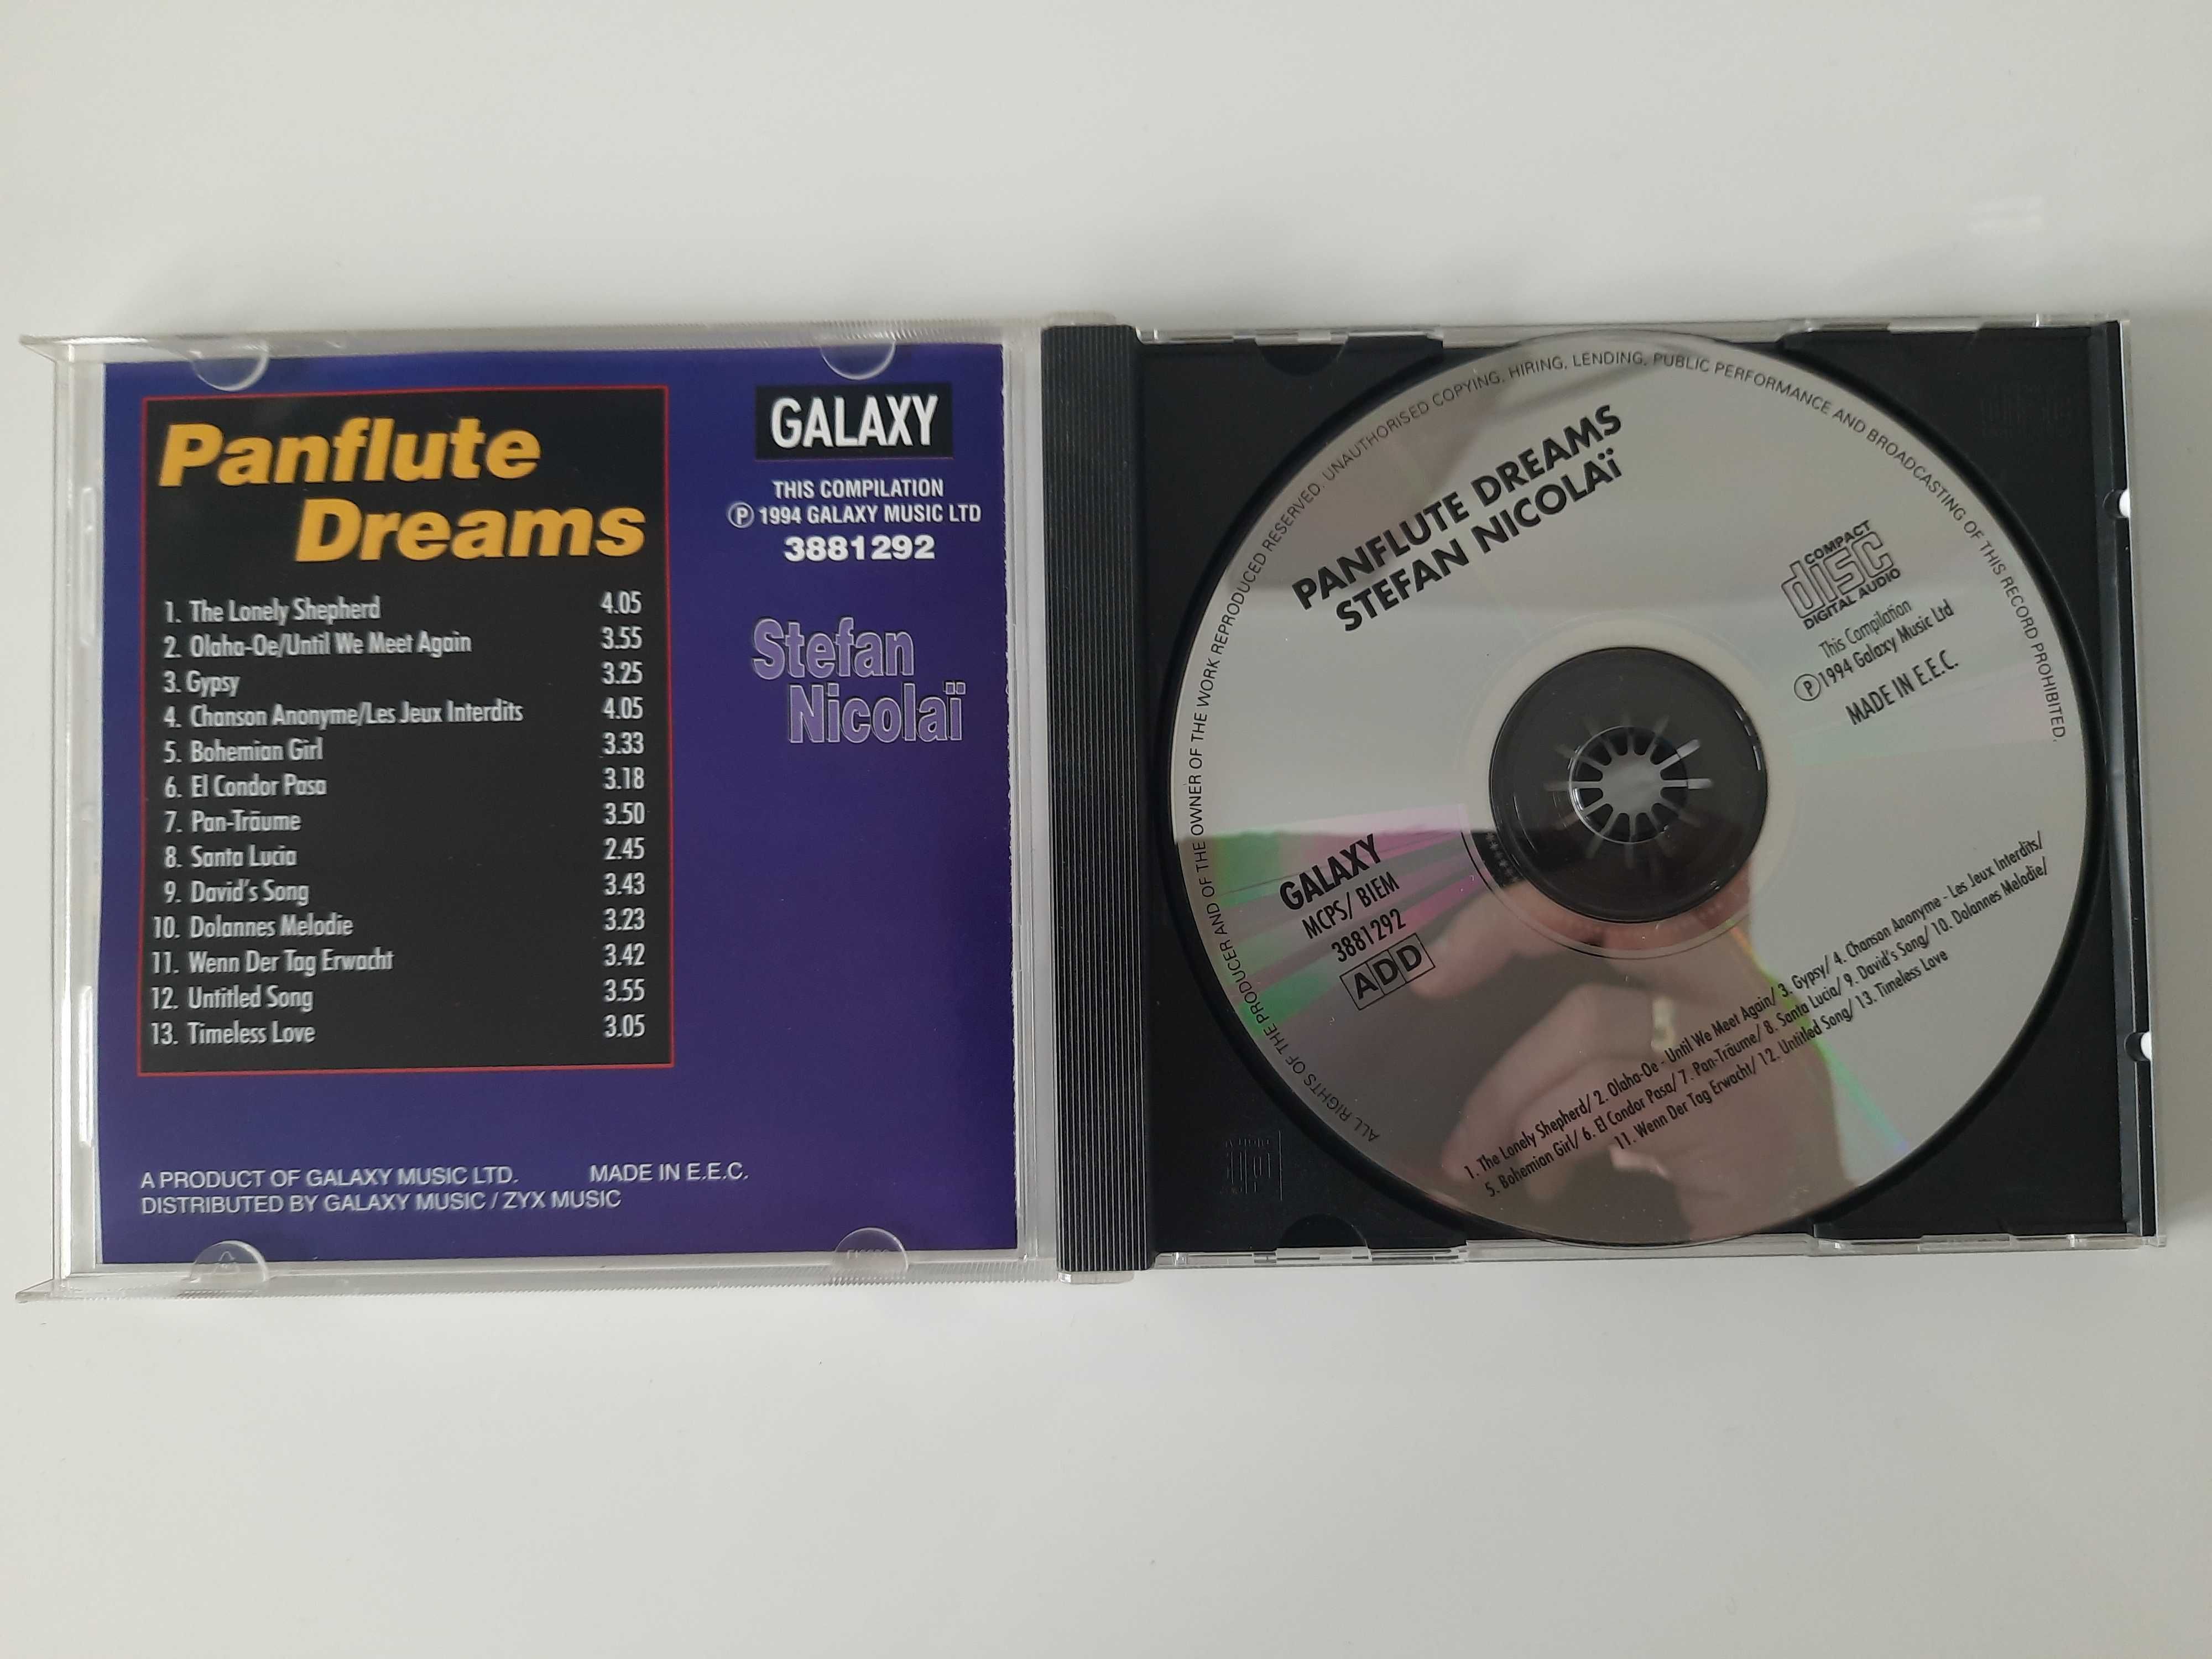 Panflute
Dreams
1. The Lonely Shepherd 4.05
2. Olaha-Oe/Until We Meet Again 3.55
3. Gypsy 3.25
4. Chanson Anonyme/Les Jeux Interdits 4.05
5. Bohemian Girl 3.33
6. El Condor Pasa 3.18
7. Pan-Träume 3.50
8. Santa Lucia 2.45
9. David's Song 3.43
10. Dolannes Melodie 3.23
11. Wenn Der Tag Erwacht 3.42
12. Untitled Song 3.55
13. Timeless Love 3.05
A PRODUCT OF GALAXY MUSIC LTD. MADE IN E.E.C.
DISTRIBUTED BY GALAXY MUSIC / ZYX MUSIC
GALAXY
THIS COMPILATION
Ⓟ 1994 GALAXY MUSIC LTD
3881292
Stefan
Nicolaï
ALL RIGHTS OF THE PRODUCER AND OF THE OWNER OF THE WORK REPRODUCED RESERVED. UNAUTHORISED COPYING, HIRING, LENDING, PUBLIC PERFORMANCE AND BROADCASTING OF THIS RECORD PROHIBITED.
PANFLUTE DREAMS
STEFAN NICOLAÏ
COMPACT
disc
DIGITAL AUDIO
This Compilation
Ⓟ1994 Galaxy Music Ltd
MADE IN E.E.C.
GALAXY
MCPS/ BIEM
3881292
ADD
1. The Lonely Shepherd/ 2. Olaha-Oe - Until We Meet Again/ 3. Gypsy/ 4. Chanson Anonyme - Les Jeux Interdits/
5. Bohemian Girl/ 6. El Condor Pasa/ 7. Pan-Träume/ 8. Santa Lucia/ 9. David's Song/ 10. Dolannes Melodie/
11. Wenn Der Tag Erwacht/ 12. Untitled Song/ 13. Timeless Love